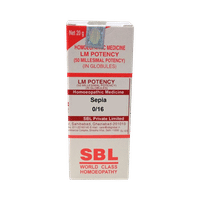 Net. 20 g
HOMOEOPATHIC MEDICINE
LM POTENCY
(50 MILLESIMAL POTENCY)
(IN GLOBULES)
LM POTENCY
Homoeopathic Medicine
Sepia
0/16
SBL Private Limited
SBL
WORLD CLASS
HOMOEOPATHY